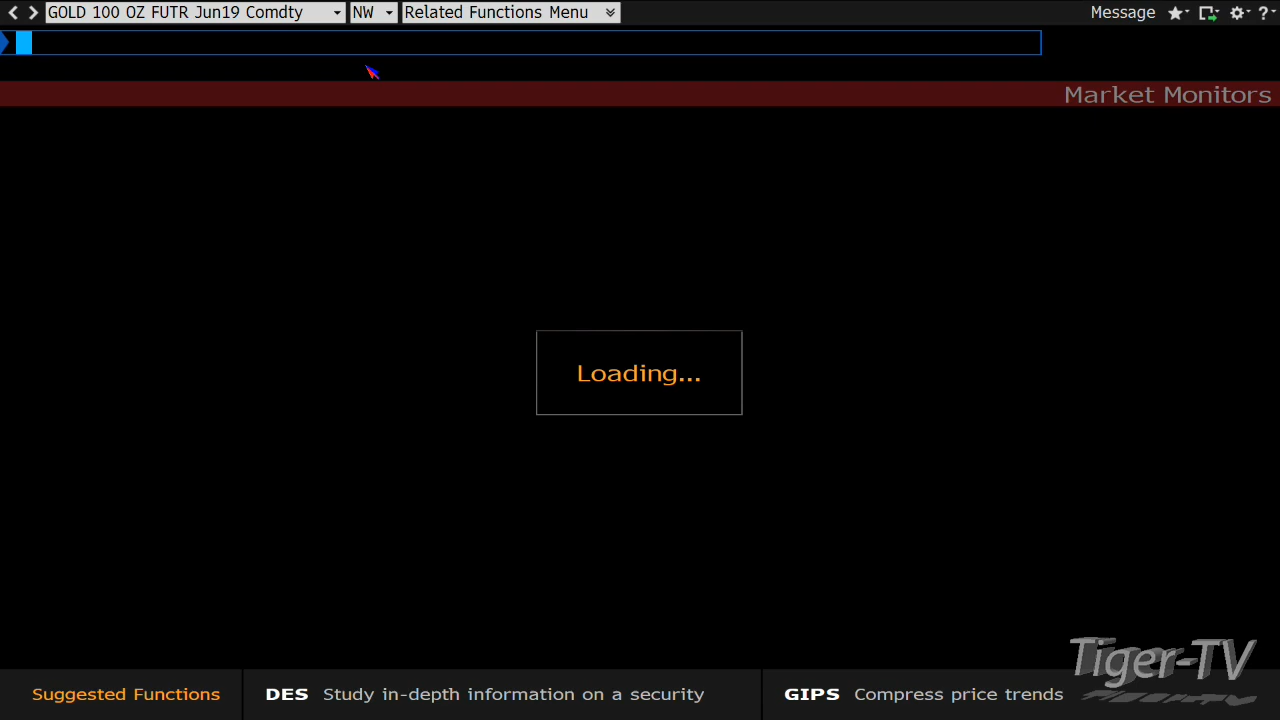 GOLD 100 OZ FUTR Jun19 Comdty NW Related Functions Menu Message ?
Market Monitors
Loading...
Tiger-TV
Suggested Functions DES Study in-depth information on a security GIPS Compress price trends